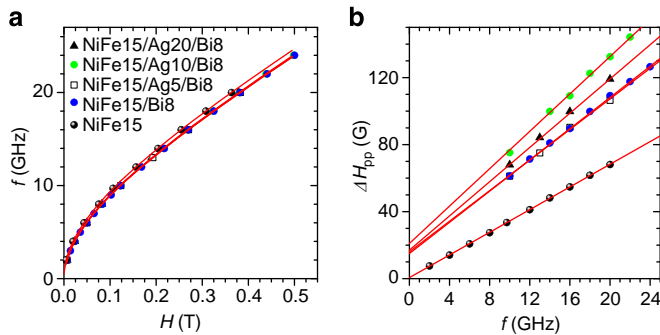 a
b
NiFe15/Ag20/Bi8
NiFe15/Ag10/Bi8
NiFe15/Ag5/Bi8
NiFe15/Bi8
NiFe15
f (GHz)
20
10
0
0.0 0.1 0.2 0.3 0.4 0.5
H (T)
ΔHpp (G)
120
80
40
0
0 4 8 12 16 20 24
f (GHz)